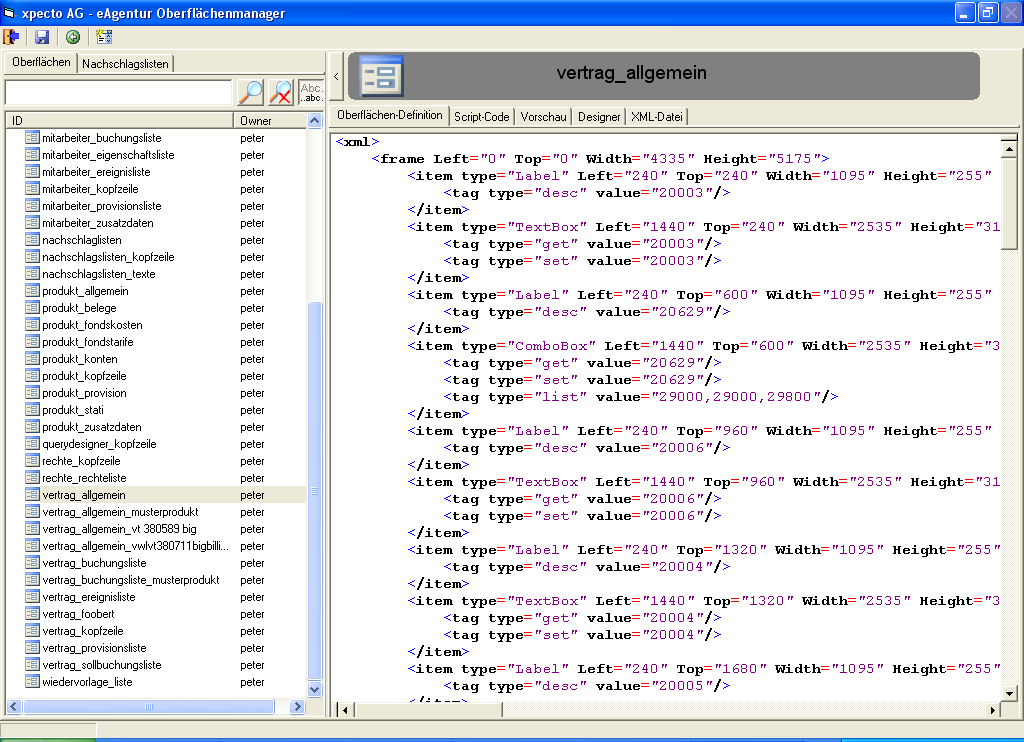 xpecto AG - eAgentur Oberflächenmanager
Oberflächen
Nachschlagslisten
Abc.
..abc.
ID Owner
mitarbeiter_buchungsliste peter
mitarbeiter_eigenschaftsliste peter
mitarbeiter_ereignisliste peter
mitarbeiter_kopfzeile peter
mitarbeiter_provisionsliste peter
mitarbeiter_zusatzdaten peter
nachschlaglisten peter
nachschlagslisten_kopfzeile peter
nachschlagslisten_texte peter
produkt_allgemein peter
produkt_belege peter
produkt_fondskosten peter
produkt_fondstarife peter
produkt_konten peter
produkt_kopfzeile peter
produkt_provision peter
produkt_stati peter
produkt_zusatzdaten peter
querydesigner_kopfzeile peter
rechte_kopfzeile peter
rechte_rechteliste peter
vertrag_allgemein peter
vertrag_allgemein_musterprodukt peter
vertrag_allgemein_vt 380589 big peter
vertrag_allgemein_vwlvt380711bigbilli... peter
vertrag_buchungsliste peter
vertrag_buchungsliste_musterprodukt peter
vertrag_ereignisliste peter
vertrag_foobert peter
vertrag_kopfzeile peter
vertrag_provisionsliste peter
vertrag_sollbuchungsliste peter
wiedervorlage_liste peter
<
vertrag_allgemein
Oberflächen-Definition Script-Code Vorschau Designer XML-Datei
<xml>
<frame Left="0" Top="0" Width="4335" Height="5175">
<item type="Label" Left="240" Top="240" Width="1095" Height="255"
<tag type="desc" value="20003"/>
</item>
<item type="TextBox" Left="1440" Top="240" Width="2535" Height="31
<tag type="get" value="20003"/>
<tag type="set" value="20003"/>
</item>
<item type="Label" Left="240" Top="600" Width="1095" Height="255"
<tag type="desc" value="20629"/>
</item>
<item type="ComboBox" Left="1440" Top="600" Width="2535" Height="3
<tag type="get" value="20629"/>
<tag type="set" value="20629"/>
<tag type="list" value="29000,29000,29800"/>
</item>
<item type="Label" Left="240" Top="960" Width="1095" Height="255"
<tag type="desc" value="20006"/>
</item>
<item type="TextBox" Left="1440" Top="960" Width="2535" Height="31
<tag type="get" value="20006"/>
<tag type="set" value="20006"/>
</item>
<item type="Label" Left="240" Top="1320" Width="1095" Height="255"
<tag type="desc" value="20004"/>
</item>
<item type="TextBox" Left="1440" Top="1320" Width="2535" Height="3
<tag type="get" value="20004"/>
<tag type="set" value="20004"/>
</item>
<item type="Label" Left="240" Top="1680" Width="1095" Height="255"
<tag type="desc" value="20005"/>
</item>